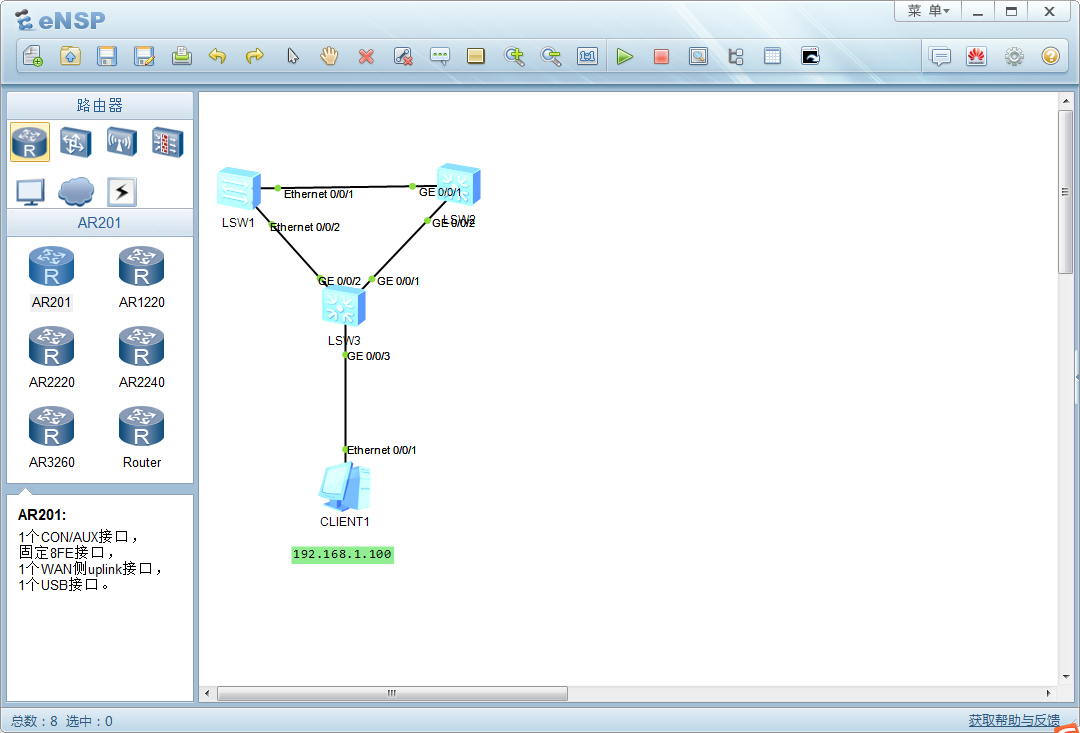 eNSP
菜 单
路由器
AR201
AR201
AR1220
AR2220
AR2240
AR3260
Router
AR201:
1个CON/AUX接口，
固定8FE接口，
1个WAN侧uplink接口，
1个USB接口。
Ethernet 0/0/1
GE 0/0/1
LSW1
LSW2
Ethernet 0/0/2
GE 0/0/2
GE 0/0/2
GE 0/0/1
LSW3
GE 0/0/3
Ethernet 0/0/1
CLIENT1
192.168.1.100
总数：8 选中：0
获取帮助与反馈